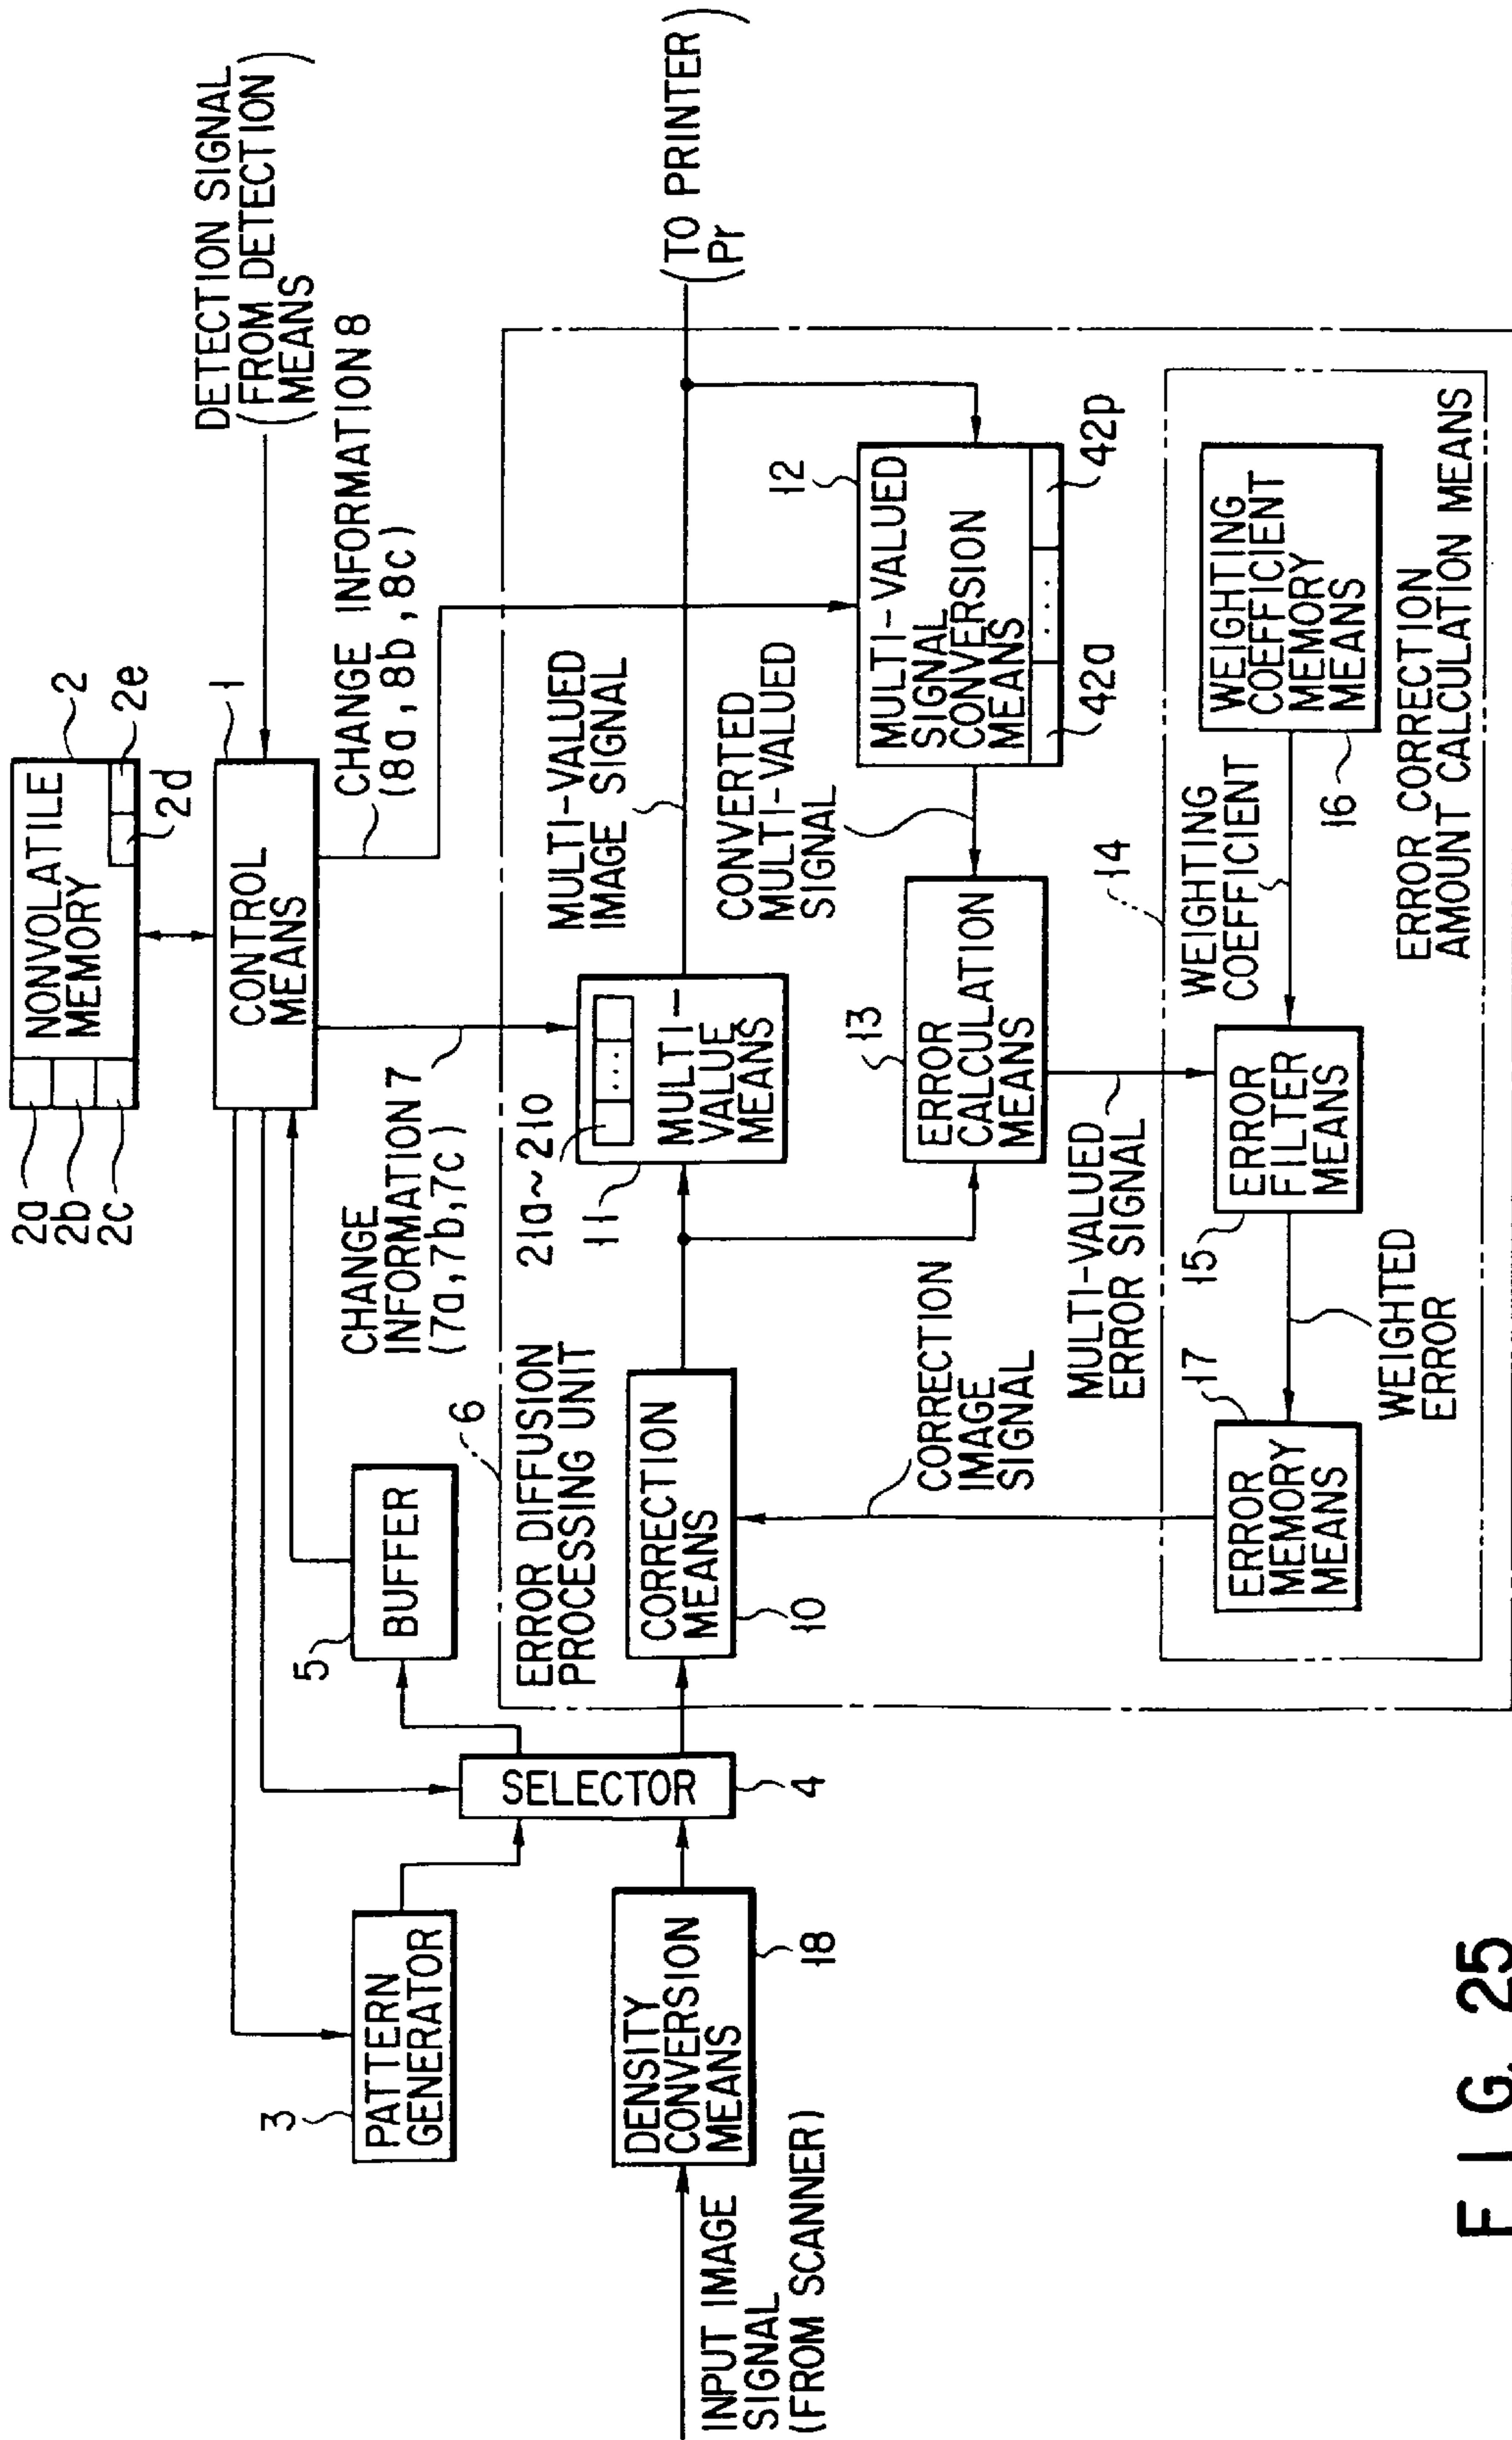 NONVOLATILE
MEMORY
2
2a
2b
2c
2d
2e
CONTROL
MEANS
1
DETECTION SIGNAL
(FROM DETECTION
MEANS)
CHANGE INFORMATION 8
(8a, 8b, 8c)
CHANGE
INFORMATION 7
(7a, 7b, 7c)
3
PATTERN
GENERATOR
5
BUFFER
SELECTOR
4
INPUT IMAGE
SIGNAL
(FROM SCANNER)
DENSITY
CONVERSION
MEANS
18
6
ERROR DIFFUSION
PROCESSING UNIT
CORRECTION
MEANS
10
21a~21o
11
MULTI-
VALUE
MEANS
MULTI-VALUED
IMAGE SIGNAL
(TO PRINTER)
Pr
12
MULTI-VALUED
SIGNAL
CONVERSION
MEANS
42a
42p
CONVERTED
MULTI-VALUED
SIGNAL
13
ERROR
CALCULATION
MEANS
CORRECTION
IMAGE
SIGNAL
MULTI-VALUED
ERROR SIGNAL
14
17
ERROR
MEMORY
MEANS
WEIGHTED
ERROR
15
ERROR
FILTER
MEANS
WEIGHTING
COEFFICIENT
WEIGHTING
COEFFICIENT
MEMORY
MEANS
16
ERROR CORRECTION
AMOUNT CALCULATION MEANS
FIG. 25